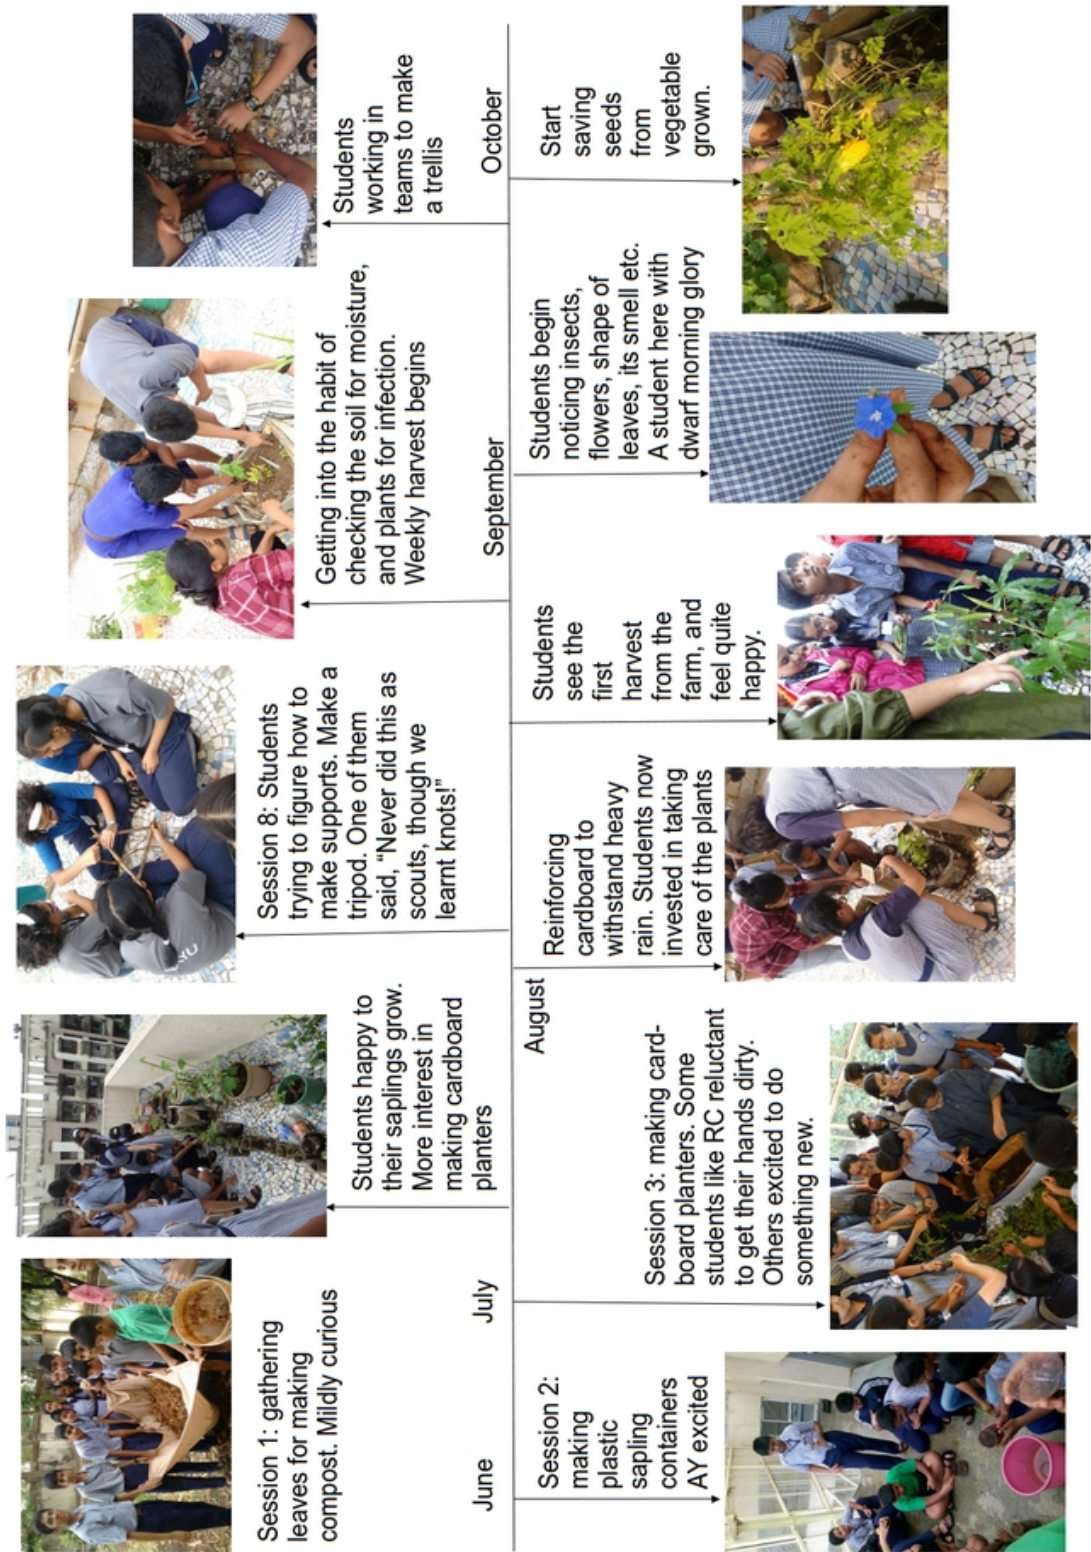 Session 1: gathering
leaves for making
compost. Mildly curious
Students happy to
their saplings grow.
More interest in
making cardboard
planters
Session 8: Students
trying to figure how to
make supports. Make a
tripod. One of them
said, "Never did this as
scouts, though we
learnt knots!"
Getting into the habit of
checking the soil for moisture,
and plants for infection.
Weekly harvest begins
Students
working in
teams to make
a trellis
June
July
August
September
October
Session 2:
making
plastic
sapling
containers
AY excited
Session 3: making card-
board planters. Some
students like RC reluctant
to get their hands dirty.
Others excited to do
something new.
Reinforcing
cardboard to
withstand heavy
rain. Students now
invested in taking
care of the plants
Students
see the
first
harvest
from the
farm, and
feel quite
happy.
Students begin
noticing insects,
flowers, shape of
leaves, its smell etc.
A student here with
dwarf morning glory
Start
saving
seeds
from
vegetable
grown.